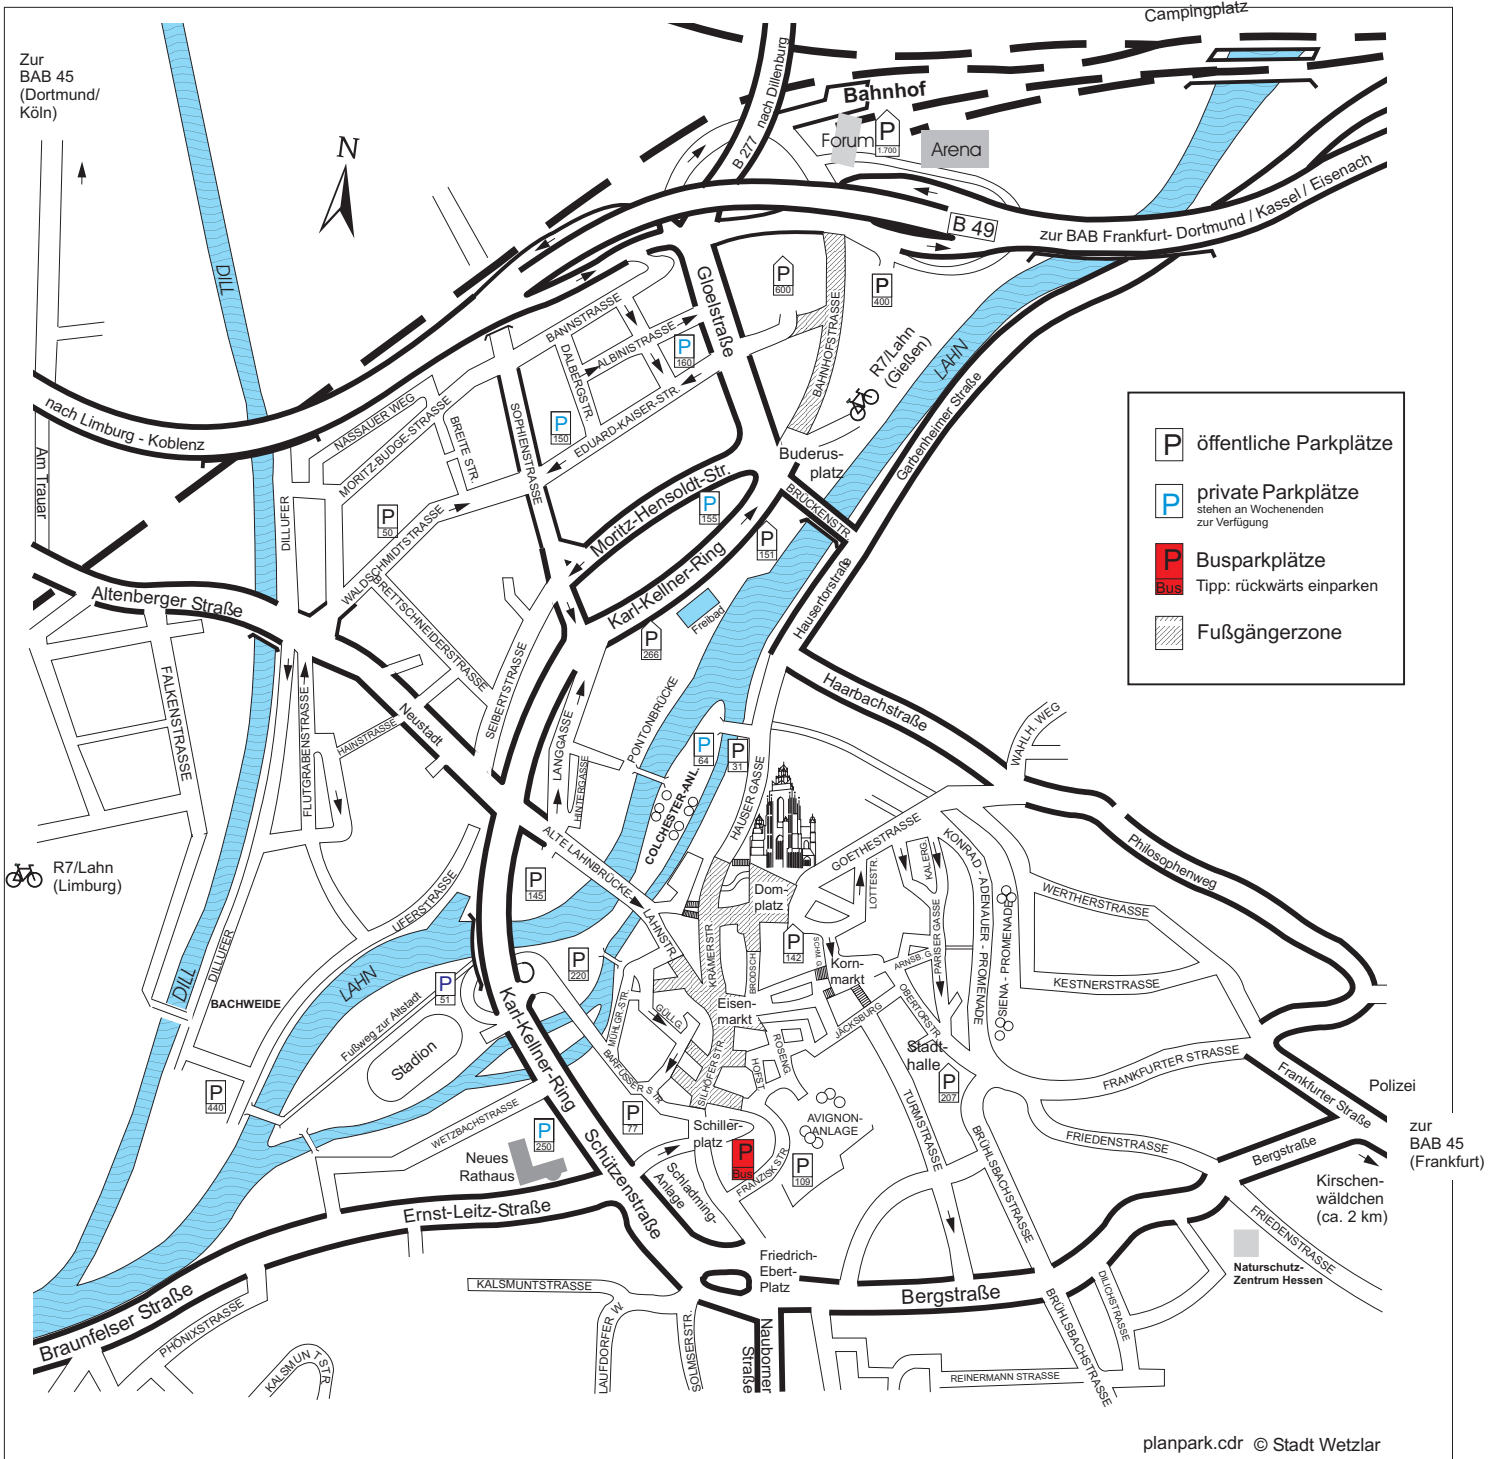 Campingplatz
Zur
BAB 45
(Dortmund/
Köln)
N
B 277 nach Dillenburg
Bahnhof
Forum
P
1.700
Arena
B 49
zur BAB Frankfurt- Dortmund / Kassel / Eisenach
DILL
Gloelstraße
P
600
P
400
BAHNHOFSTRASSE
R7/Lahn
(Gießen)
LAHN
Garbenheimer Straße
BANNSTRASSE
ALBINISTRASSE
DALBERGSTR.
P
160
EDUARD-KAISER-STR.
P
150
SOPHIENSTRASSE
BREITE STR.
NASSAUER WEG
MORITZ-BUDGE-STRASSE
nach Limburg - Koblenz
Am Trauar
DILLUFER
P
50
WALDSCHMIDTSTRASSE
BRETTSCHNEIDERSTRASSE
Moritz-Hensoldt-Str.
P
155
Karl-Kellner-Ring
P
151
Buderus-
platz
BRÜCKENSTR
Hausertorstraße
Freibad
P
266
Altenberger Straße
FALKENSTRASSE
FLUTGRABENSTRASSE
HAINSTRASSE
Neustadt
SEIBERTSTRASSE
LANGGASSE
HINTERGASSE
PONTONBRÜCKE
COLCHESTER-ANL.
P
64
P
31
HAUSER GASSE
Haarbachstraße
WAHLH. WEG
öffentliche Parkplätze
P
private Parkplätze
stehen an Wochenenden
zur Verfügung
P
Busparkplätze
Tipp: rückwärts einparken
P
Bus
Fußgängerzone
R7/Lahn
(Limburg)
UFERSTRASSE
P
145
ALTE LAHNBRÜCKE
LAHNSTR.
Dom-
platz
GOETHESTRASSE
LOTTESTR.
KALERG.
PARISER GASSE
KONRAD - ADENAUER - PROMENADE
SIENA - PROMENADE
Philosophenweg
WERTHERSTRASSE
KESTNERSTRASSE
KRÄMERSTR.
BRODSCH
P
142
SCHM. G.
Korn-
markt
ARNSB. G.
OBERTORSTR.
JÄCKSBURG
Eisen-
markt
DILL
DILLUFER
LAHN
BACHWEIDE
P
51
Fußweg zur Altstadt
Stadion
P
440
P
220
MÜHLGR.-STR.
GÜLLG.
BARFÜSSER STR
SILHÖFER STR.
HOFST.
ROSENG.
Karl-Kellner-Ring
WETZBACHSTRASSE
P
250
Neues
Rathaus
P
77
Schiller-
platz
P
Bus
FRANZISK STR
P
109
AVIGNON-
ANLAGE
Stadt-
halle
P
207
TURMSTRASSE
BRÜHLSBACHSTRASSE
FRANKFURTER STRASSE
Frankfurter Straße
FRIEDENSTRASSE
Bergstraße
Polizei
zur
BAB 45
(Frankfurt)
Kirschen-
wäldchen
(ca. 2 km)
FRIEDENSTRASSE
Naturschutz-
Zentrum Hessen
Schützenstraße
Schladming-
Anlage
Ernst-Leitz-Straße
Braunfelser Straße
PHÖNIXSTRASSE
KALSMUNTSTR
KALSMUNTSTRASSE
LAUFDORFER W.
SOLMSERSTR.
Friedrich-
Ebert-
Platz
Nauborner
Straße
Bergstraße
BRÜHLSBACHSTRASSE
DILICHSTRASSE
REINERMANN STRASSE
planpark.cdr © Stadt Wetzlar